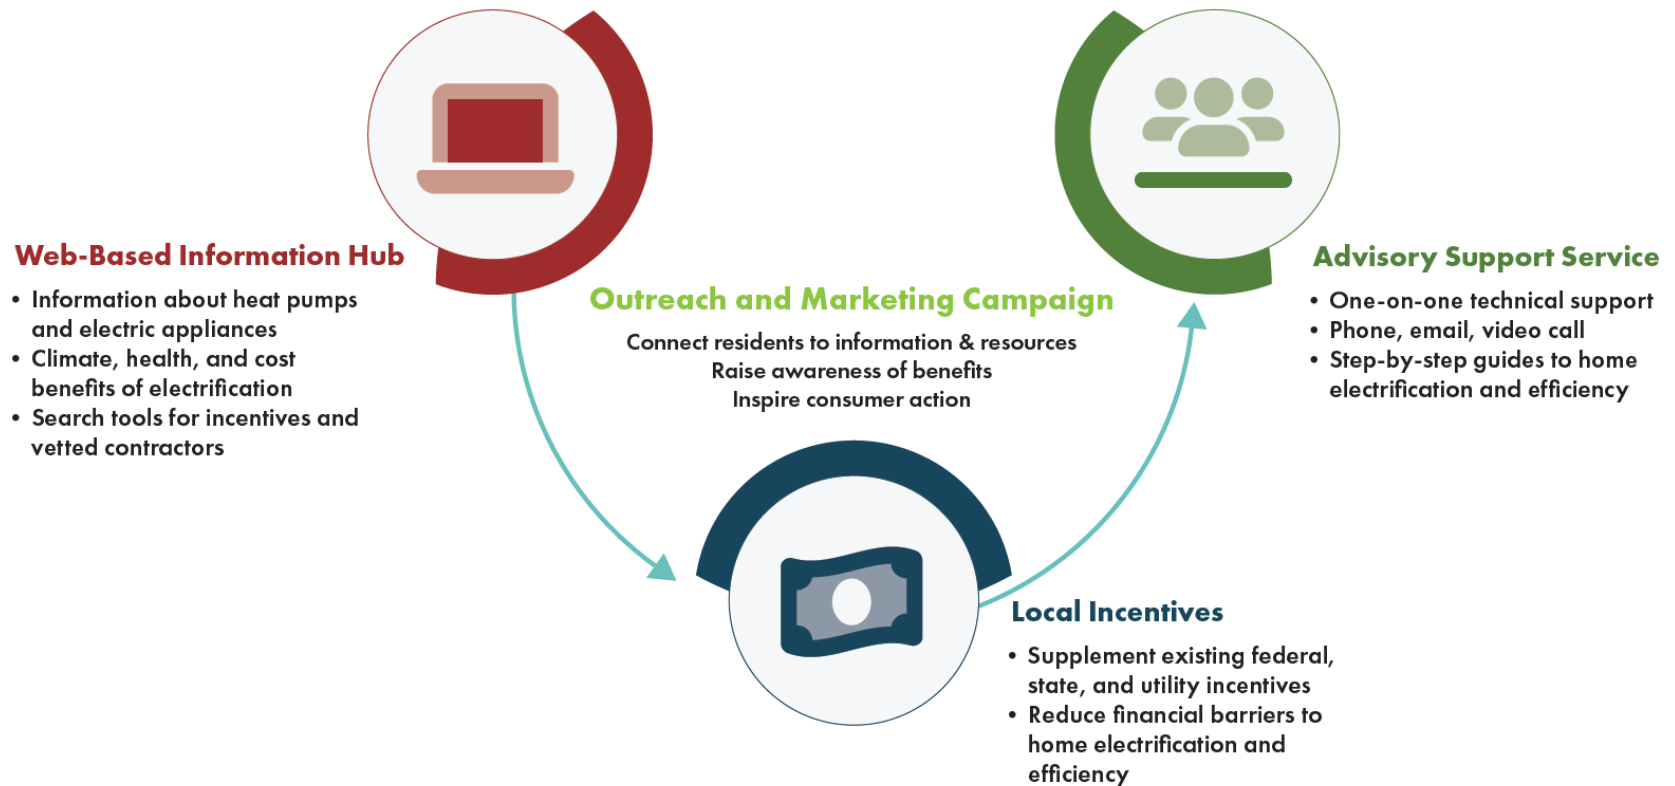 Web-Based Information Hub
• Information about heat pumps
and electric appliances
• Climate, health, and cost
benefits of electrification
• Search tools for incentives and
vetted contractors
Outreach and Marketing Campaign
Connect residents to information & resources
Raise awareness of benefits
Inspire consumer action
Advisory Support Service
• One-on-one technical support
• Phone, email, video call
• Step-by-step guides to home
electrification and efficiency
Local Incentives
• Supplement existing federal,
state, and utility incentives
• Reduce financial barriers to
home electrification and
efficiency